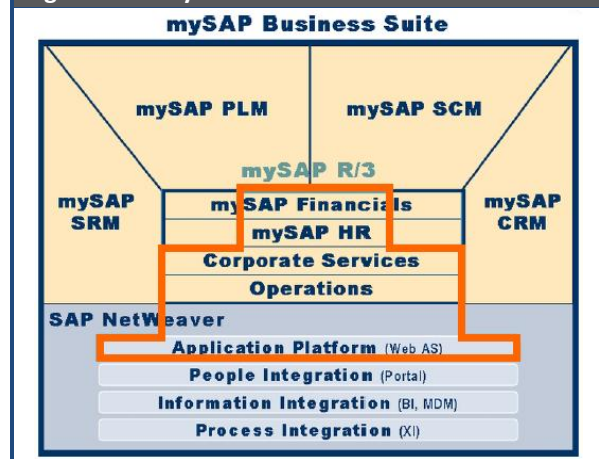 mySAP Business Suite
mySAP PLM
mySAP SCM
mySAP R/3
mySAP SRM
mySAP Financials
mySAP HR
Corporate Services
Operations
mySAP CRM
SAP NetWeaver
Application Platform (Web AS)
People Integration (Portal)
Information Integration (BI, MDM)
Process Integration (XI)